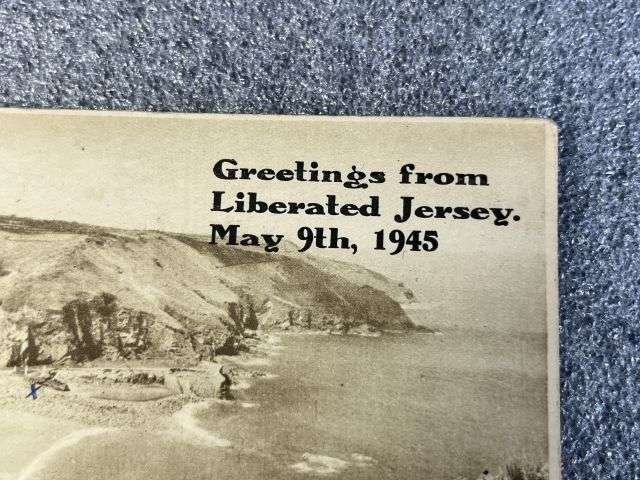 Greetings from
Liberated Jersey.
May 9th, 1945
x